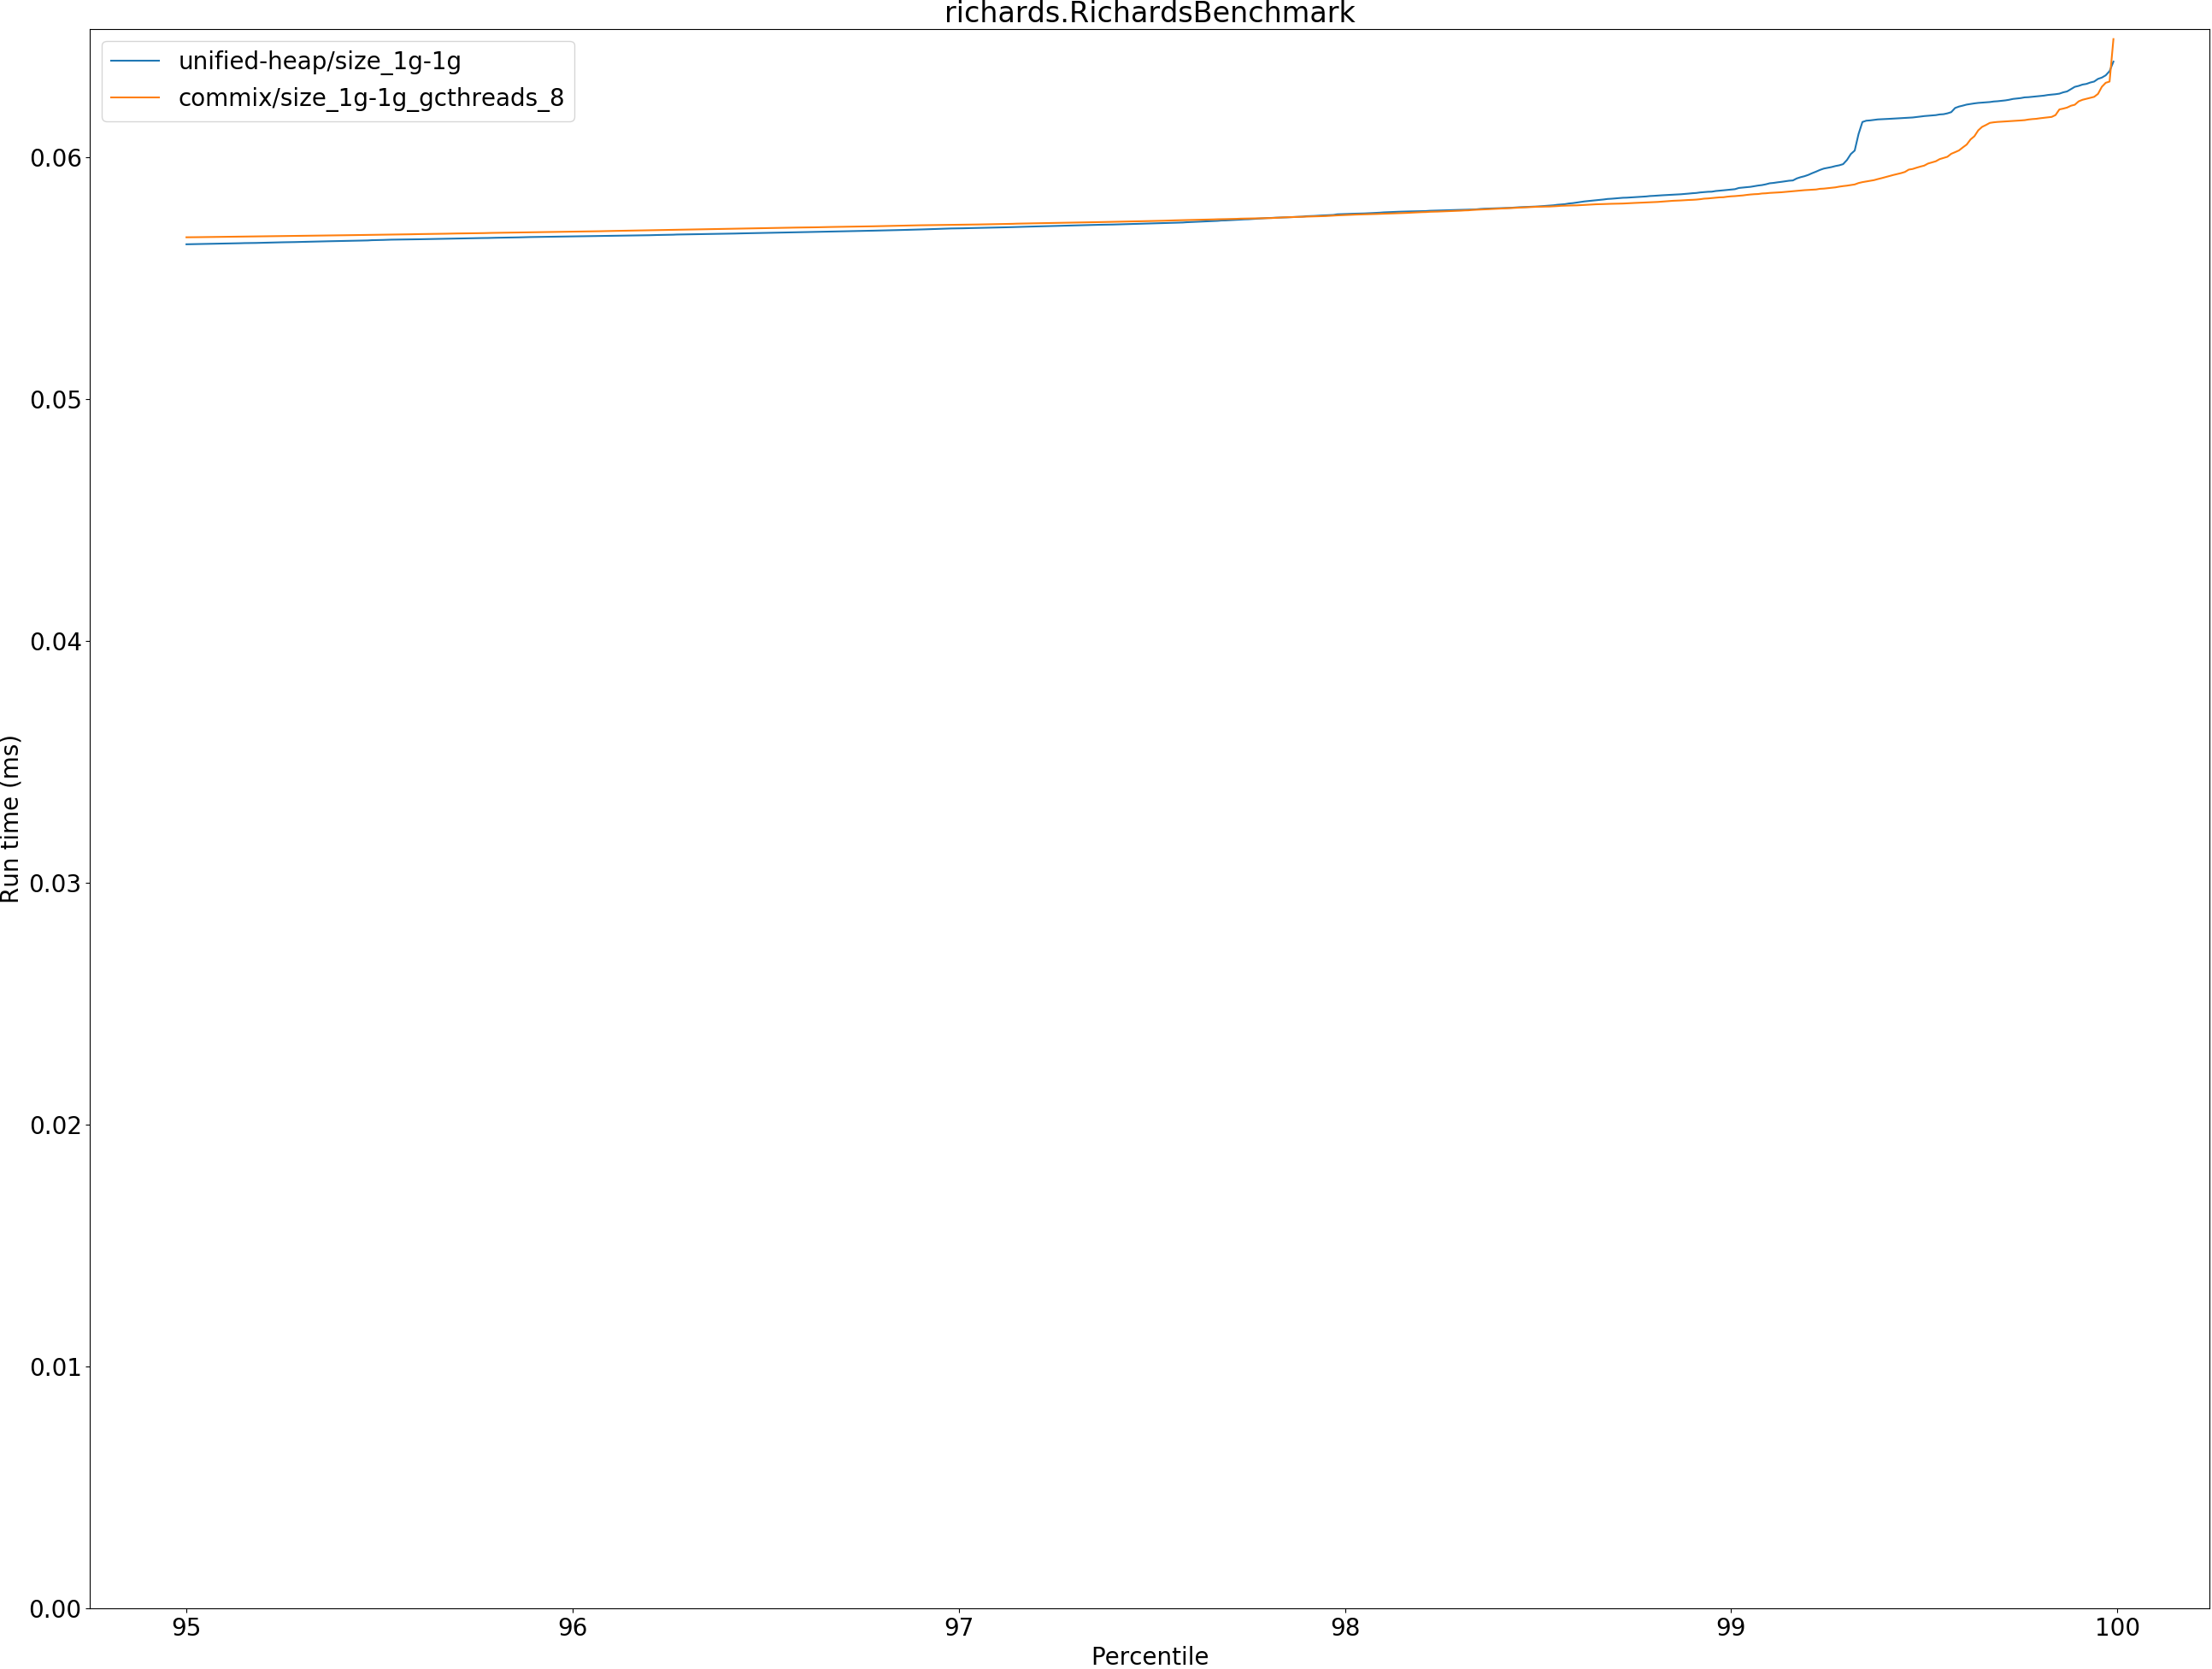 richards.RichardsBenchmark
unified-heap/size_1g-1g
commix/size_1g-1g_gcthreads_8
0.06
0.05
0.04
0.03
0.02
0.01
0.00
Run time (ms)
95 96 97 98 99 100
Percentile